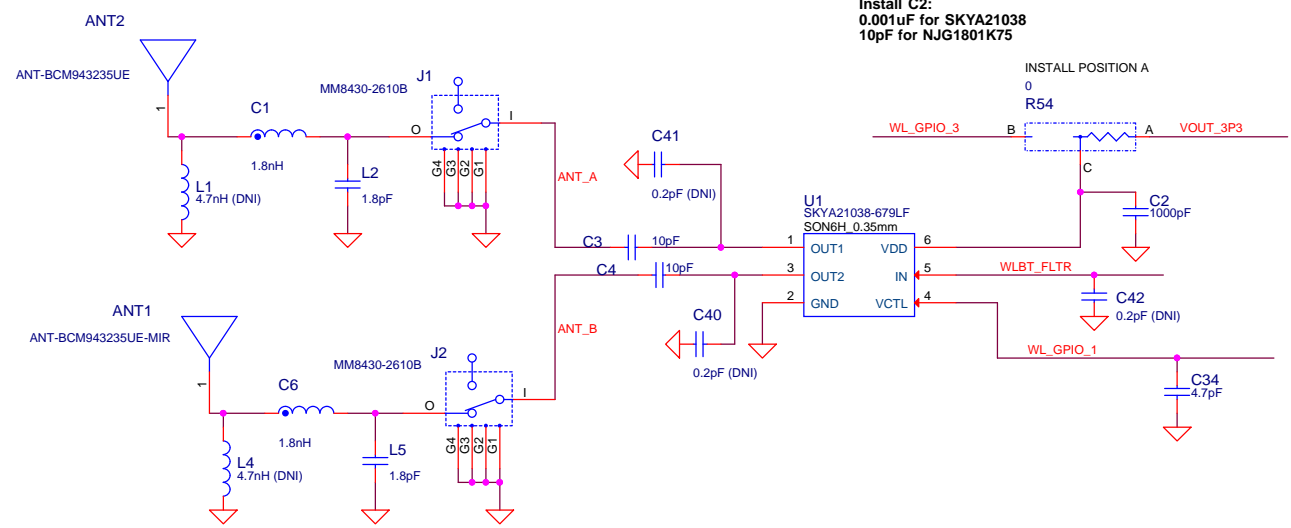 Install C2:
0.001uF for SKYA21038
10pF for NJG1801K75
ANT2
ANT-BCM943235UE
1
C1
1.8nH
L1
4.7nH (DNI)
L2
1.8pF
J1
MM8430-2610B
O
I
G4
G3
G2
G1
ANT_A
C41
0.2pF (DNI)
INSTALL POSITION A
0
R54
WL_GPIO_3
B
A
VOUT_3P3
C
C2
1000pF
U1
SKYA21038-679LF
SON6H_0.35mm
C3
10pF
1
OUT1
VDD
6
C4
10pF
3
OUT2
IN
5
WLBT_FLTR
2
GND
VCTL
4
C42
0.2pF (DNI)
ANT1
ANT-BCM943235UE-MIR
1
C6
1.8nH
L4
4.7nH (DNI)
L5
1.8pF
J2
MM8430-2610B
O
I
G4
G3
G2
G1
ANT_B
C40
0.2pF (DNI)
WL_GPIO_1
C34
4.7pF